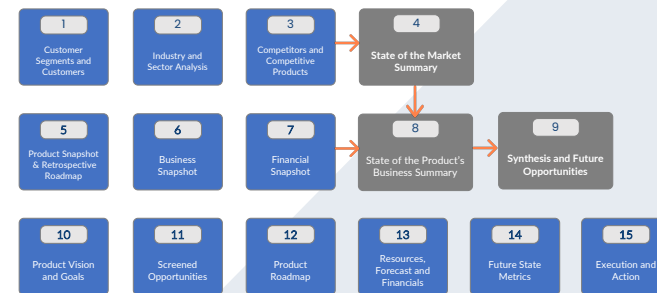 1
Customer
Segments and
Customers
2
Industry and
Sector Analysis
3
Competitors and
Competitive
Products
4
State of the Market
Summary
5
Product Snapshot
& Retrospective
Roadmap
6
Business
Snapshot
7
Financial
Snapshot
8
State of the Product's
Business Summary
9
Synthesis and Future
Opportunities
10
Product Vision
and Goals
11
Screened
Opportunities
12
Product
Roadmap
13
Resources,
Forecast and
Financials
14
Future State
Metrics
15
Execution and
Action